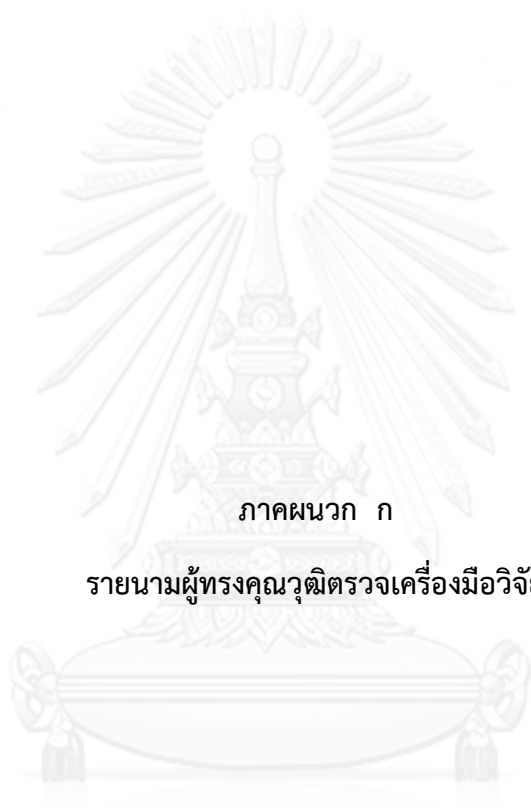 ภาคผนวก ก
รายนามผู้ทรงคุณวุฒิตรวจเครื่องมือวิจั